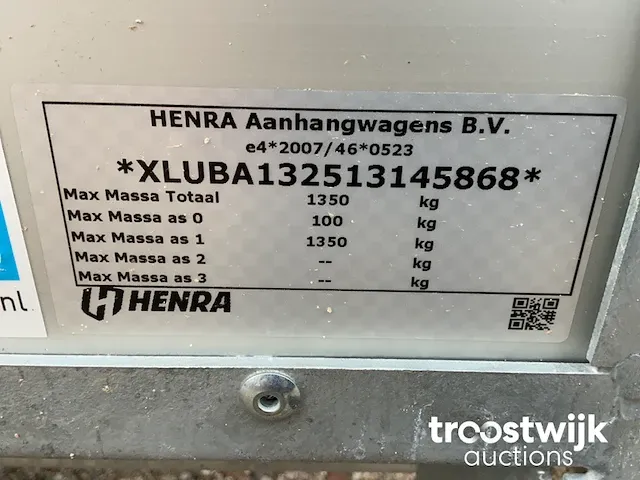 HENRA Aanhangwagens B.V.
e4*2007/46*0523
*XLUBA132513145868*
Max Massa Totaal 1350 kg
Max Massa as 0 100 kg
Max Massa as 1 1350 kg
Max Massa as 2 -- kg
Max Massa as 3 -- kg
HENRA
nl
troostwijk
auctions